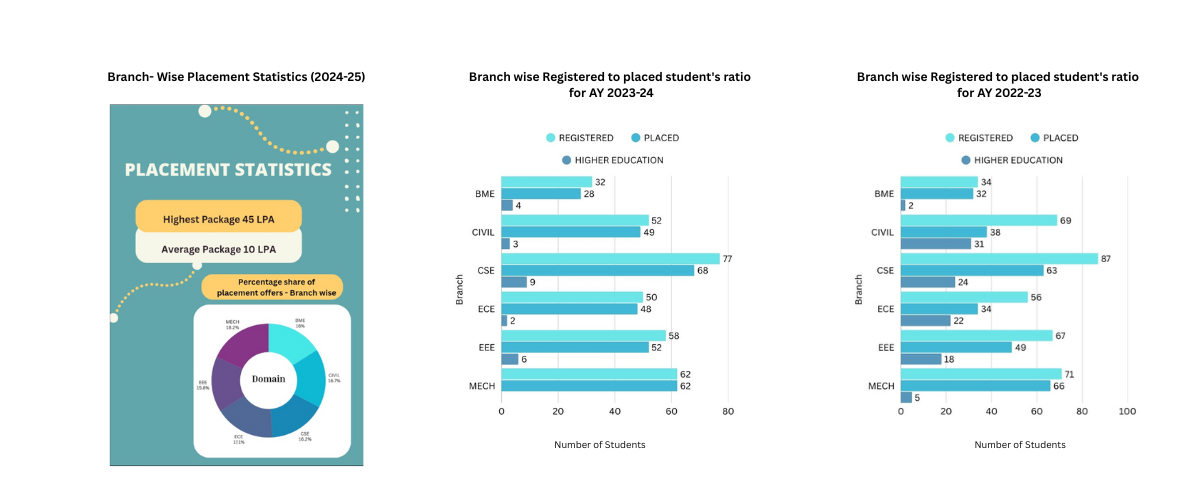 Branch- Wise Placement Statistics (2024-25)
PLACEMENT STATISTICS
Highest Package 45 LPA
Average Package 10 LPA
Percentage share of
placement offers - Branch wise
MECH
18.2%
BME
16%
EEE
15.8%
Domain
CIVIL
16.7%
ECE
17.1%
CSE
16.2%
Branch wise Registered to placed student's ratio
for AY 2023-24
REGISTERED PLACED
HIGHER EDUCATION
Branch
BME 32 28 4
CIVIL 52 49 3
CSE 77 68 9
ECE 50 48 2
EEE 58 52 6
MECH 62 62
0 20 40 60 80
Number of Students
Branch wise Registered to placed student's ratio
for AY 2022-23
REGISTERED PLACED
HIGHER EDUCATION
Branch
BME 34 32 2
CIVIL 69 38 31
CSE 87 63 24
ECE 56 34 22
EEE 67 49 18
MECH 71 66 5
0 20 40 60 80 100
Number of Students